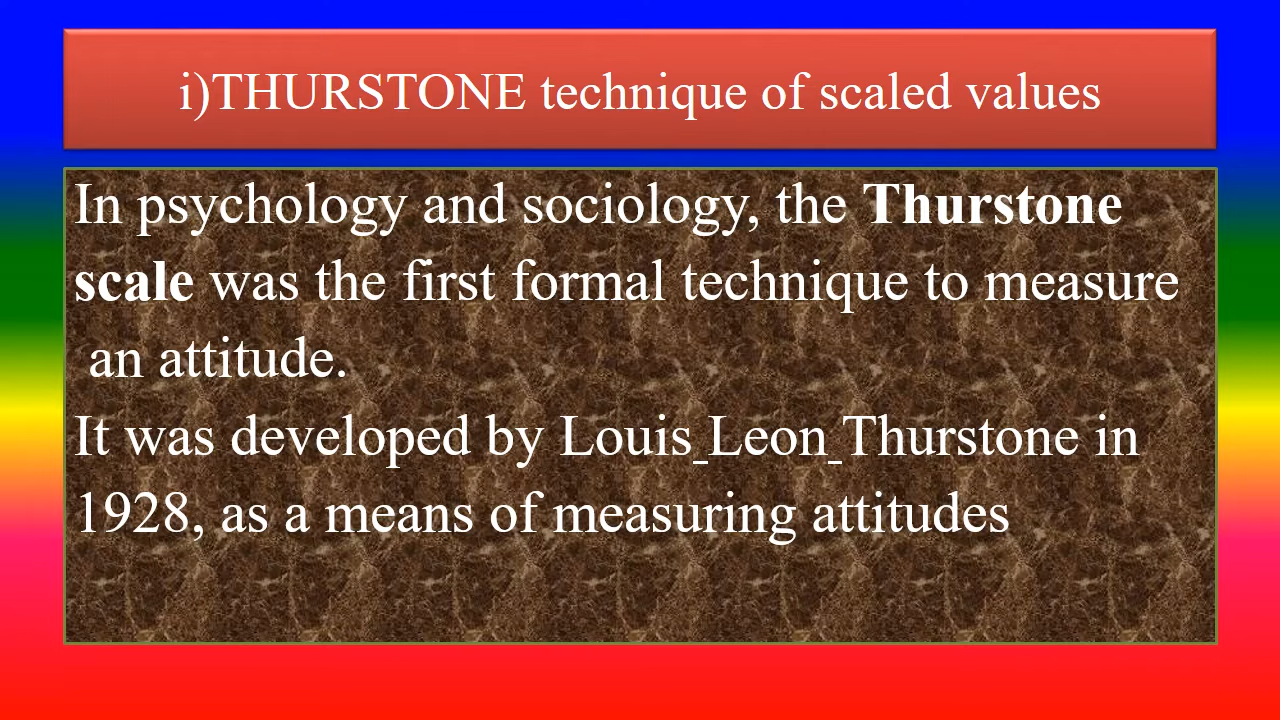 i)THURSTONE technique of scaled values
In psychology and sociology, the Thurstone
scale was the first formal technique to measure
an attitude.
It was developed by Louis Leon Thurstone in
1928, as a means of measuring attitudes